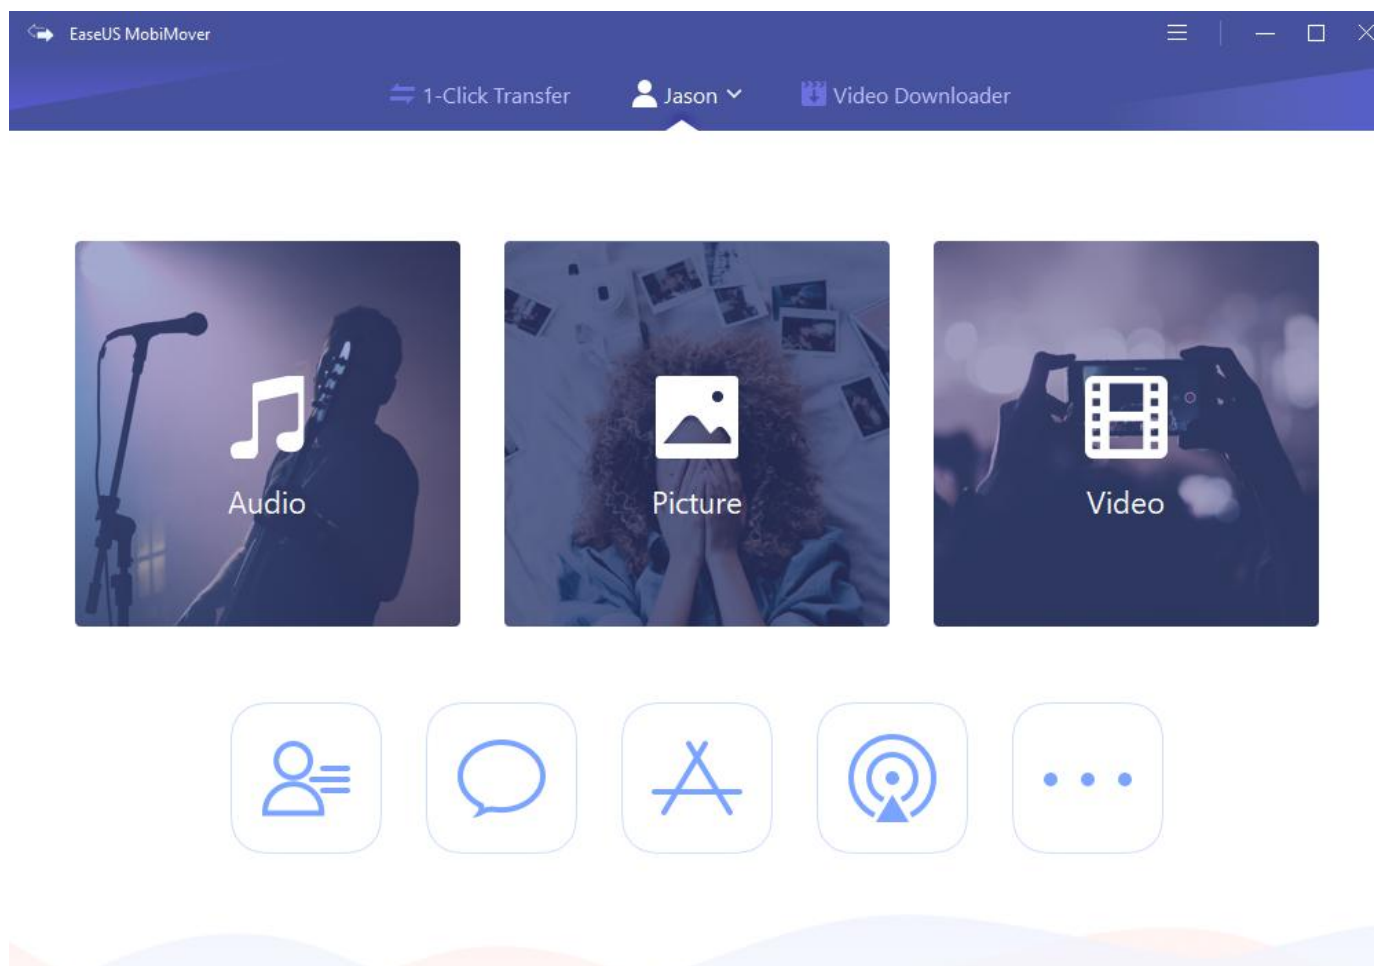 EaseUS MobiMover
1-Click Transfer
Jason
Video Downloader
Audio
Picture
Video